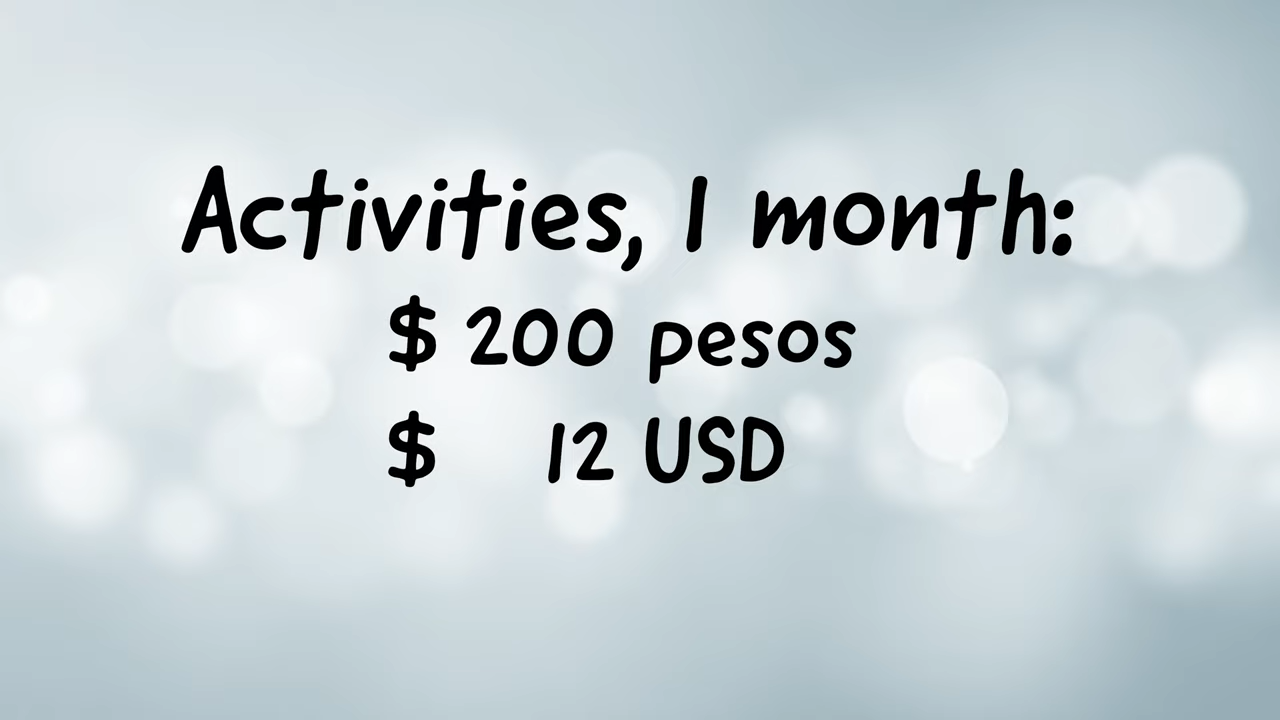 Activities, 1 month:
$ 200 pesos
$ 12 USD